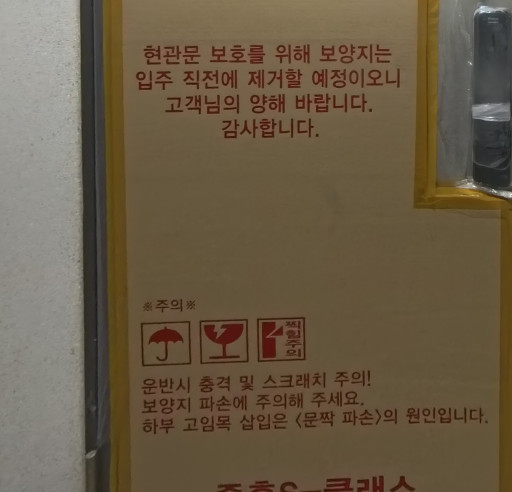 현관문 보호를 위해 보양지는
입주 직전에 제거할 예정이오니
고객님의 양해 바랍니다.
감사합니다.
※주의※
찍힘주의
운반시 충격 및 스크래치 주의!
보양지 파손에 주의해 주세요.
하부 고임목 삽입은 <문짝 파손>의 원인입니다.